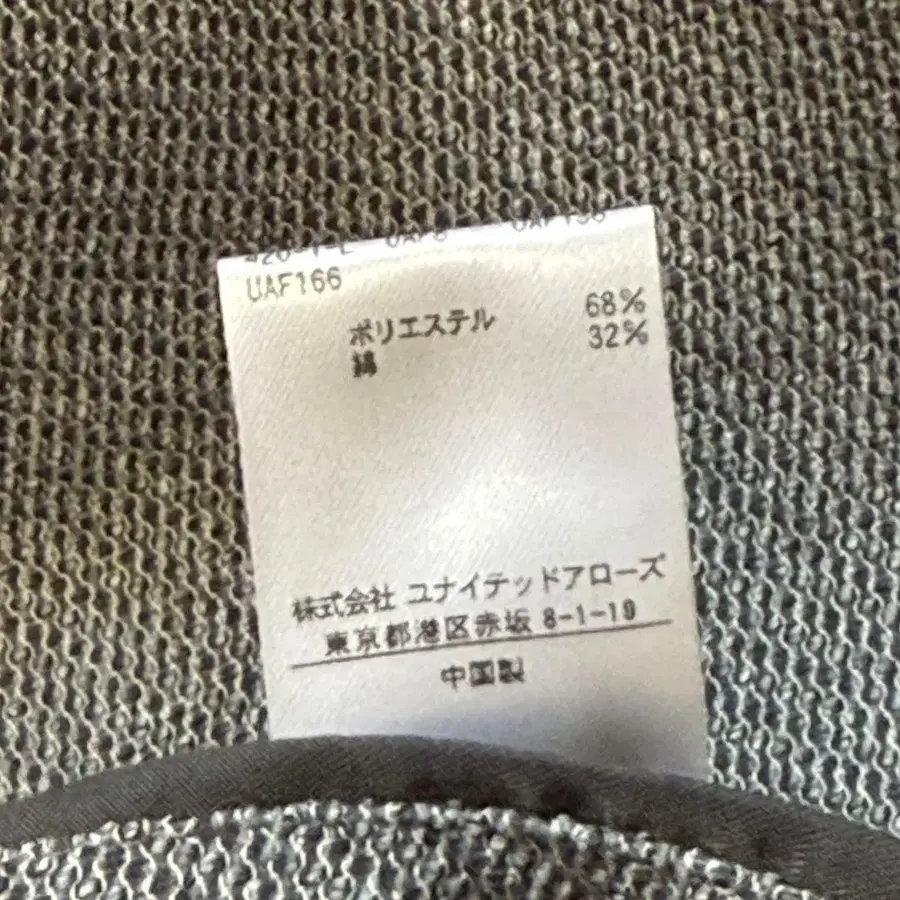 UAF166
ポリエステル 68%
綿 32%
株式会社 ユナイテッドアローズ
東京都港区赤坂 8-1-19
中国製